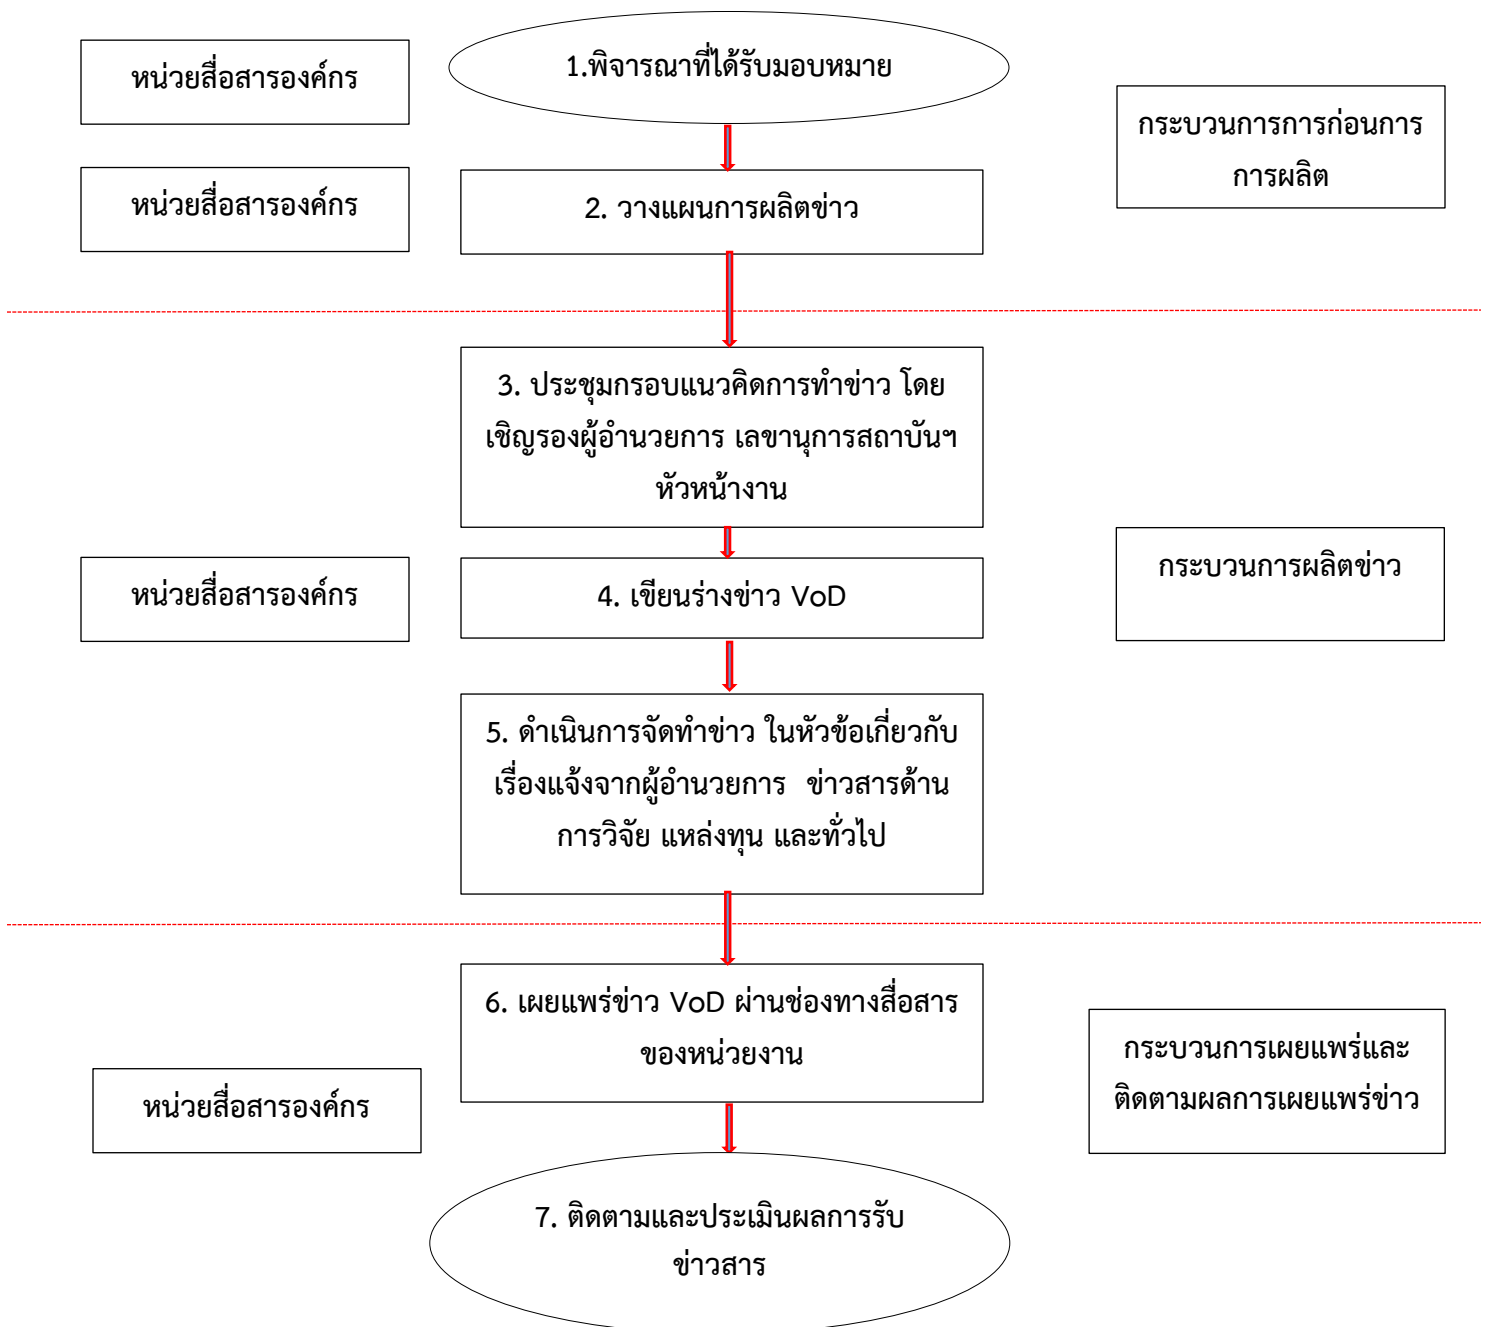 หน่วยสื่อสารองค์กร
1.พิจารณาที่ได้รับมอบหมาย
กระบวนการการก่อนการ
การผลิต
หน่วยสื่อสารองค์กร
2. วางแผนการผลิตข่าว
3. ประชุมกรอบแนวคิดการทำข่าว โดย
เชิญรองผู้อำนวยการ เลขานุการสถาบันฯ
หัวหน้างาน
หน่วยสื่อสารองค์กร
4. เขียนร่างข่าว VoD
กระบวนการผลิตข่าว
5. ดำเนินการจัดทำข่าว ในหัวข้อเกี่ยวกับ
เรื่องแจ้งจากผู้อำนวยการ ข่าวสารด้าน
การวิจัย แหล่งทุน และทั่วไป
6. เผยแพร่ข่าว VoD ผ่านช่องทางสื่อสาร
ของหน่วยงาน
กระบวนการเผยแพร่และ
ติดตามผลการเผยแพร่ข่าว
หน่วยสื่อสารองค์กร
7. ติดตามและประเมินผลการรับ
ข่าวสาร